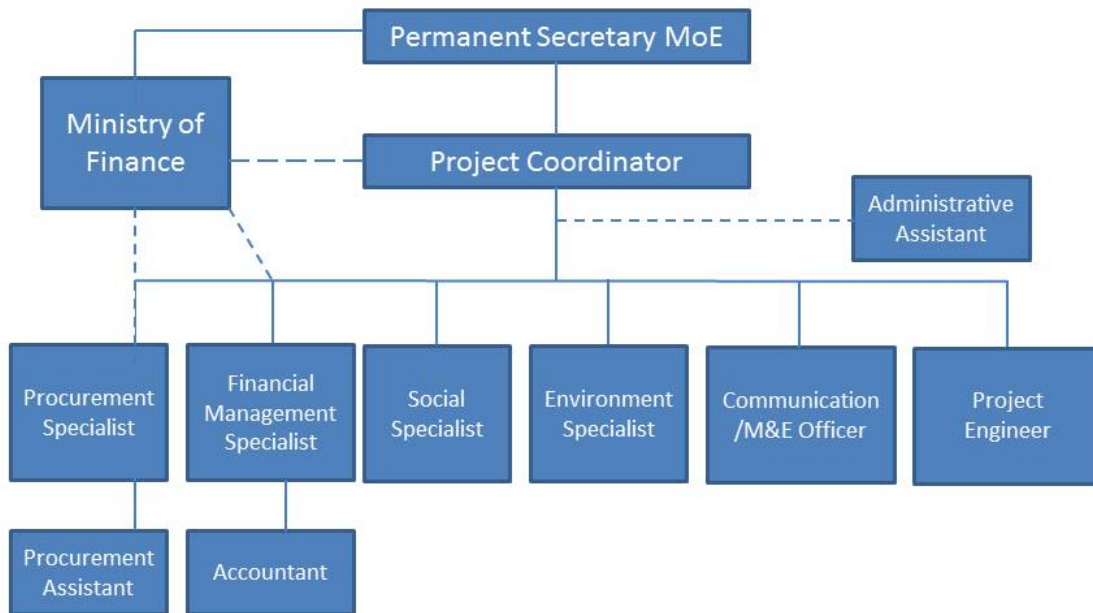 Permanent Secretary MoE
Ministry of
Finance
Project Coordinator
Administrative
Assistant
Procurement
Specialist
Financial
Management
Specialist
Social
Specialist
Environment
Specialist
Communication
/M&E Officer
Project
Engineer
Procurement
Assistant
Accountant